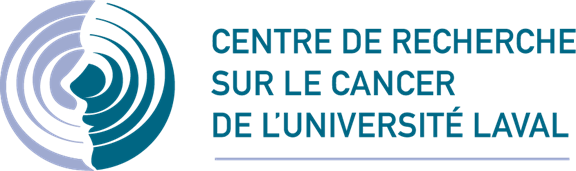 CENTRE DE RECHERCHE
SUR LE CANCER
DE L'UNIVERSITÉ LAVAL